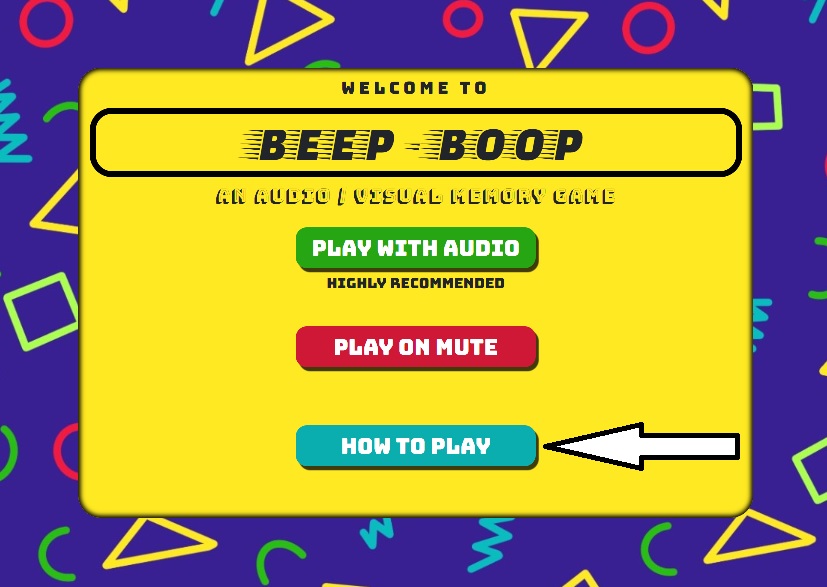 WELCOME TO
BEEP - BOOP
AN AUDIO / VISUAL MEMORY GAME
PLAY WITH AUDIO
HIGHLY RECOMMENDED
PLAY ON MUTE
HOW TO PLAY